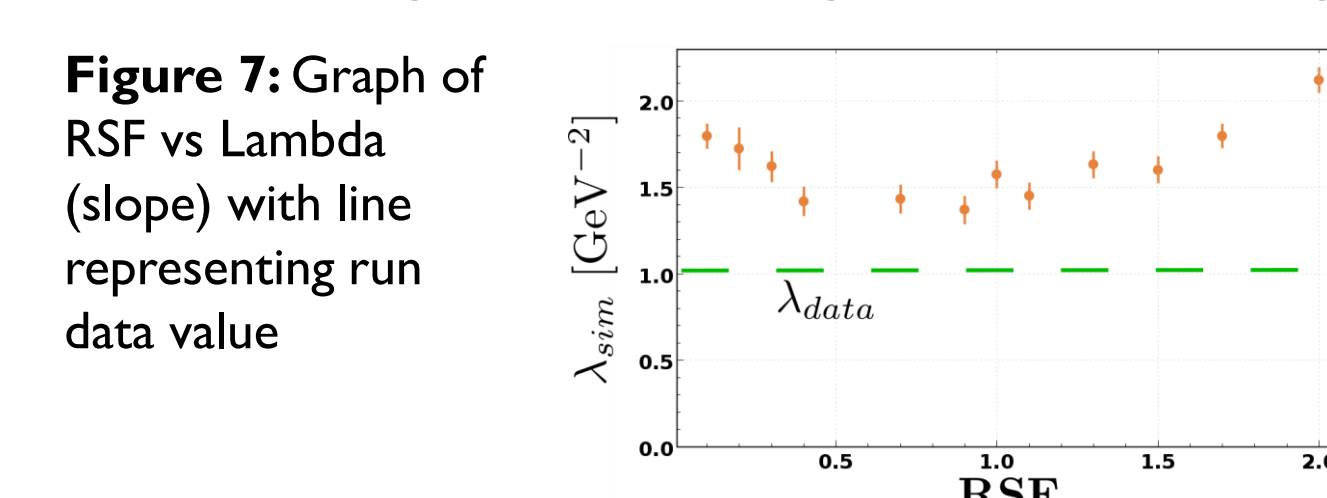 Figure 7: Graph of
RSF vs Lambda
(slope) with line
representing run
data value
λsim [GeV−2]
2.0
1.5
1.0
0.5
0.0
λdata
0.5
1.0
1.5
RSF